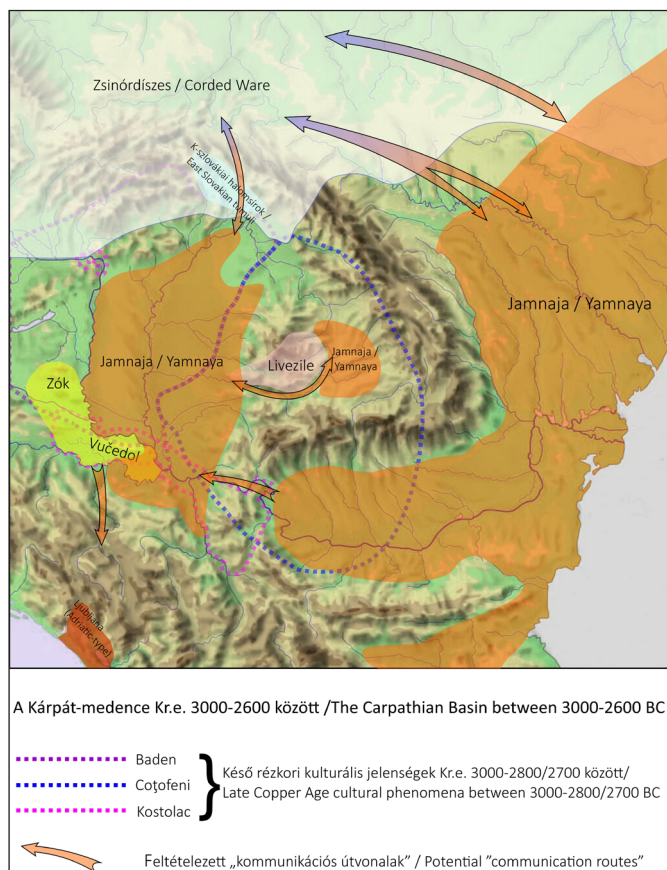 Zsinórdíszes / Corded Ware
K-szlovákiai halomsírok /
East Slovakian tumuli
Jamnaja / Yamnaya
Jamnaja / Yamnaya
Livezile
Jamnaja /
Yamnaya
Zók
Vučedol
Ljubljana
(Adriatic-type)
A Kárpát-medence Kr.e. 3000-2600 között /The Carpathian Basin between 3000-2600 BC
Baden
Coţofeni
Kostolac
Késő rézkori kulturális jelenségek Kr.e. 3000-2800/2700 között/
Late Copper Age cultural phenomena between 3000-2800/2700 BC
Feltételezett „kommunikációs útvonalak" / Potential "communication routes"